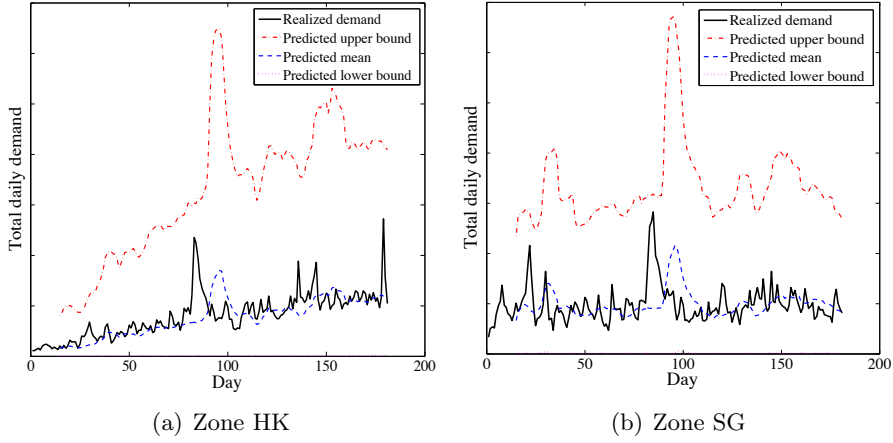 Realized demand
Predicted upper bound
Predicted mean
Predicted lower bound
Total daily demand
0 50 100 150 200
Day
(a) Zone HK
Realized demand
Predicted upper bound
Predicted mean
Predicted lower bound
Total daily demand
0 50 100 150 200
Day
(b) Zone SG